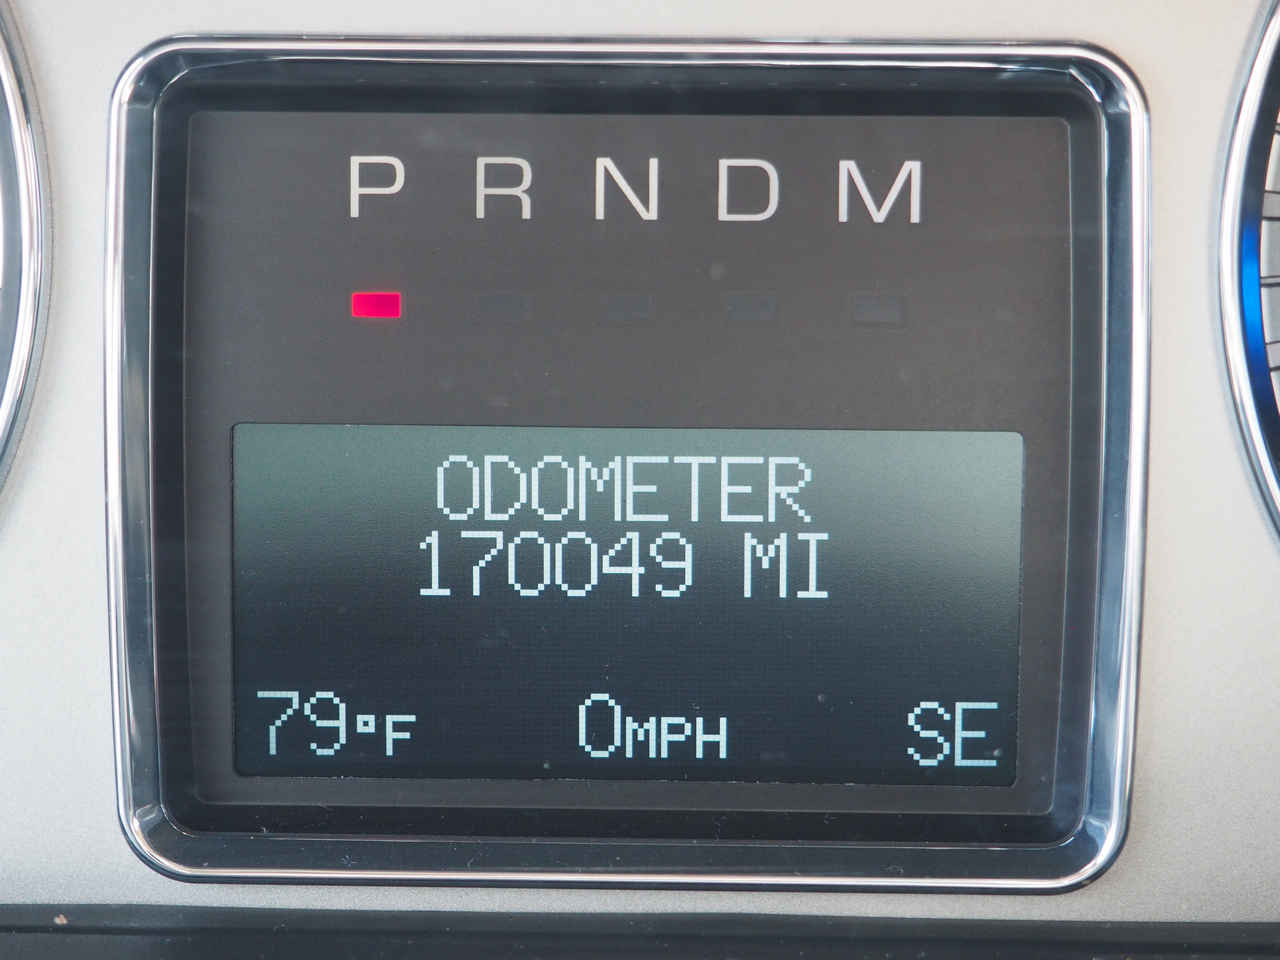 P R N D M
ODOMETER
170049 MI
79°F 0MPH SE